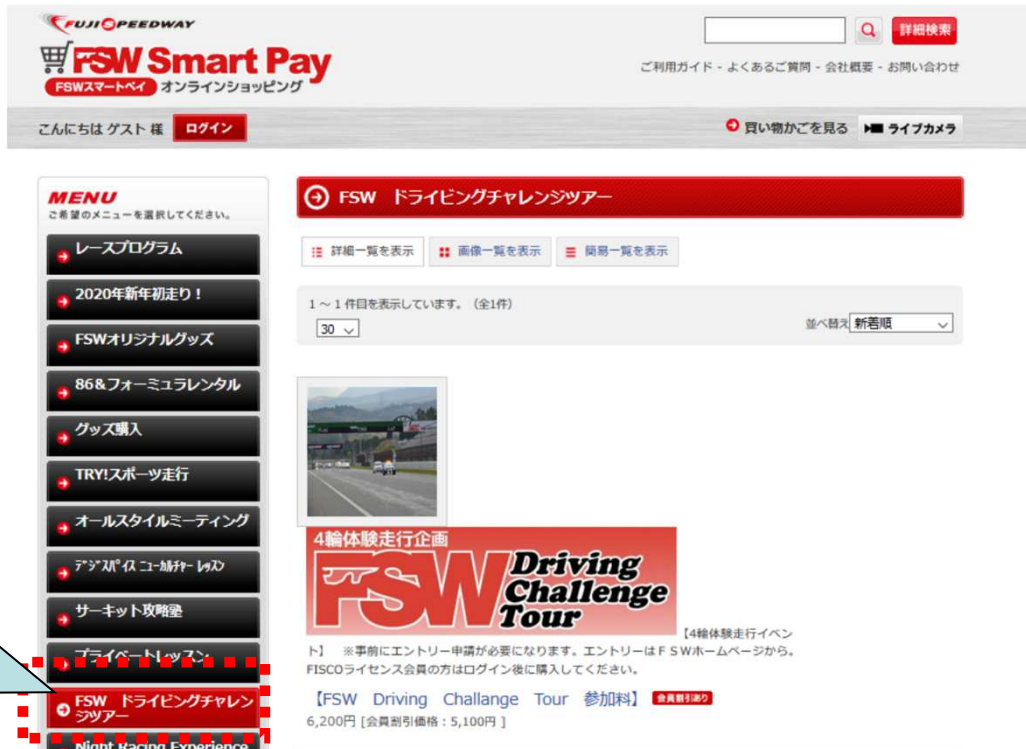 FUJI SPEEDWAY
FSW Smart Pay
FSWスマートペイ オンラインショッピング
詳細検索
ご利用ガイド - よくあるご質問 - 会社概要 - お問い合わせ
こんにちは ゲスト 様 ログイン
買い物かごを見る ライブカメラ
MENU
ご希望のメニューを選択してください。
レースプログラム
2020年新年初走り！
FSWオリジナルグッズ
86&フォーミュラレンタル
グッズ購入
TRY!スポーツ走行
オールスタイルミーティング
ﾃﾞｼﾞｽﾊﾟｲｽ ﾆｭｰｶﾙﾁｬｰ ﾚｯｽﾝ
サーキット攻略塾
プライベートレッスン
FSW　ドライビングチャレン
ジツアー
Night Racing Experience
FSW　ドライビングチャレンジツアー
詳細一覧を表示 画像一覧を表示 簡易一覧を表示
1 ～ 1 件目を表示しています。（全1件）
30
並べ替え 新着順
4輪体験走行企画
FSW Driving
Challenge
Tour
【4輪体験走行イベン
ト】　※事前にエントリー申請が必要になります。エントリーはＦＳＷホームページから。
FISCOライセンス会員の方はログイン後に購入してください。
【FSW　Driving　Challange　Tour　参加料】 会員割引あり
6,200円 [会員割引価格：5,100円 ]